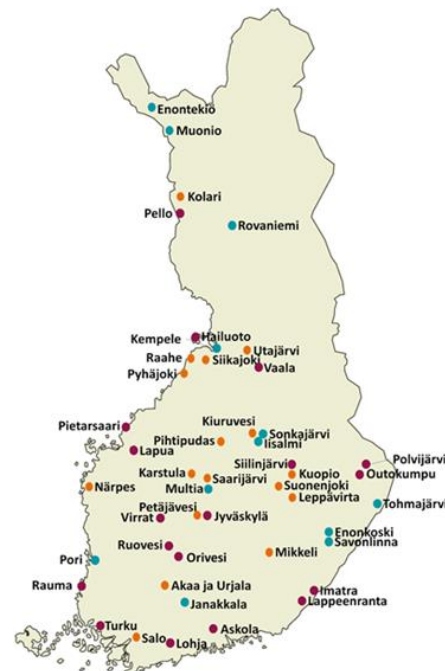 Enontekiö
Muonio
Kolari
Pello
Rovaniemi
Kempele
Hailuoto
Raahe
Siikajoki
Utajärvi
Pyhäjoki
Vaala
Pietarsaari
Kiuruvesi
Sonkajärvi
Pihtipudas
Iisalmi
Lapua
Polvijärvi
Siilinjärvi
Karstula
Kuopio
Outokumpu
Närpes
Saarijärvi
Suonenjoki
Multia
Leppävirta
Tohmajärvi
Petäjävesi
Virrat
Jyväskylä
Enonkoski
Savonlinna
Ruovesi
Orivesi
Mikkeli
Pori
Rauma
Akaa ja Urjala
Imatra
Janakkala
Lappeenranta
Turku
Askola
Salo
Lohja